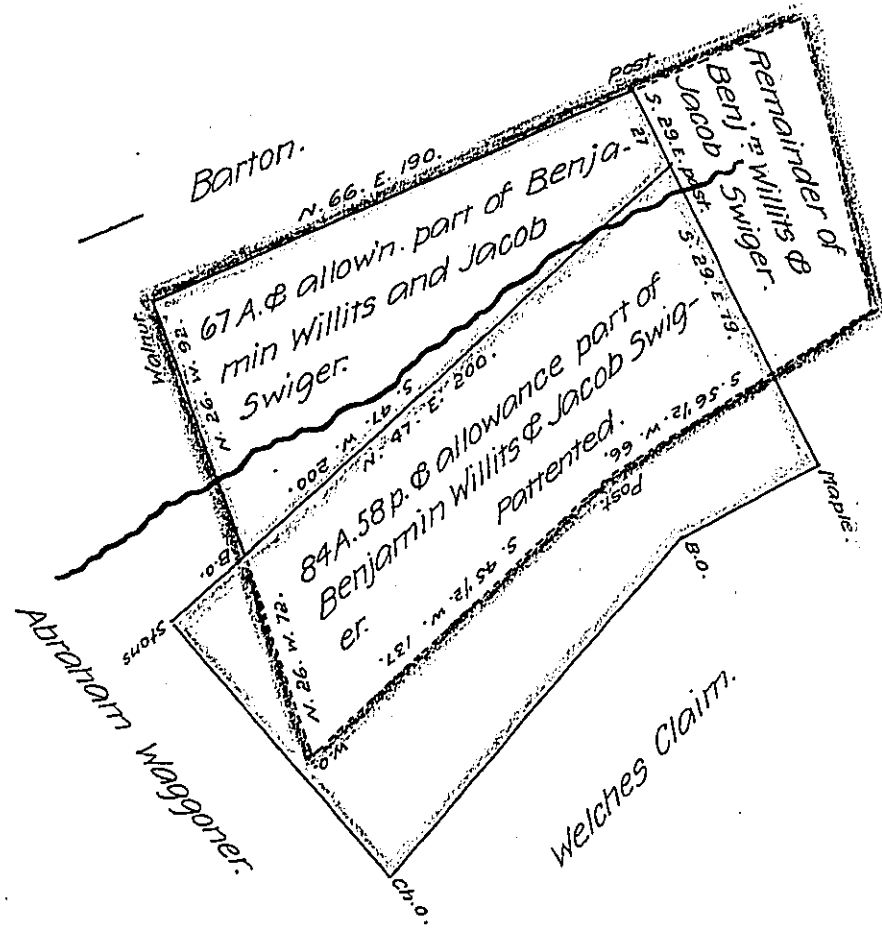 Barton.
Post.
N. 66. E. 190.
Remainder of
Benj.m Willits &
Jacob Swiger.
S. 29 E.
27
Post.
67 A. & allow'n. part of Benja-
min Willits and Jacob
Swiger.
Walnut
N. 26. W. 92.
S. 29. E. 79.
S. 47. W. 200.
N. 47. E. 200.
84 A. 58 p. & allowance part of
Benjamin Willits & Jacob Swig-
er.
Pattented.
S. 56 1/2. W. 66.
Post.
S. 45 1/2. W. 137.
N. 26. W. 72.
B.O.
Stons
W.O.
Maple.
B.O.
Ch.O.
Abraham Waggoner.
Welches Claim.